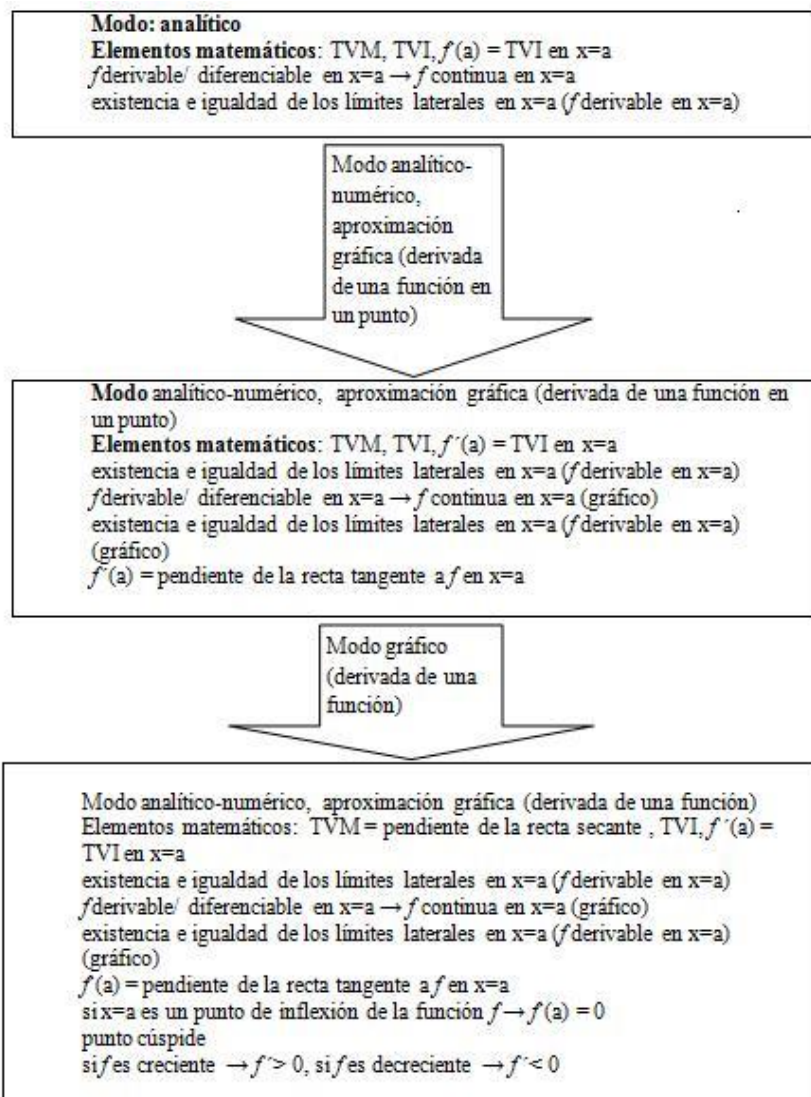 Modo: analítico
Elementos matemáticos: TVM, TVI, f(a) = TVI en x=a
f derivable/ diferenciable en x=a → f continua en x=a
existencia e igualdad de los límites laterales en x=a (f derivable en x=a)
Modo analítico-
numérico,
aproximación
gráfica (derivada
de una función en
un punto)
Modo analítico-numérico, aproximación gráfica (derivada de una función en
un punto)
Elementos matemáticos: TVM, TVI, f´(a) = TVI en x=a
existencia e igualdad de los límites laterales en x=a (f derivable en x=a)
f derivable/ diferenciable en x=a → f continua en x=a (gráfico)
existencia e igualdad de los límites laterales en x=a (f derivable en x=a)
(gráfico)
f´(a) = pendiente de la recta tangente a f en x=a
Modo gráfico
(derivada de una
función)
Modo analítico-numérico, aproximación gráfica (derivada de una función)
Elementos matemáticos: TVM = pendiente de la recta secante , TVI, f´(a) =
TVI en x=a
existencia e igualdad de los límites laterales en x=a (f derivable en x=a)
f derivable/ diferenciable en x=a → f continua en x=a (gráfico)
existencia e igualdad de los límites laterales en x=a (f derivable en x=a)
(gráfico)
f(a) = pendiente de la recta tangente a f en x=a
si x=a es un punto de inflexión de la función f → f(a) = 0
punto cúspide
si f es creciente → f´> 0, si f es decreciente → f´< 0